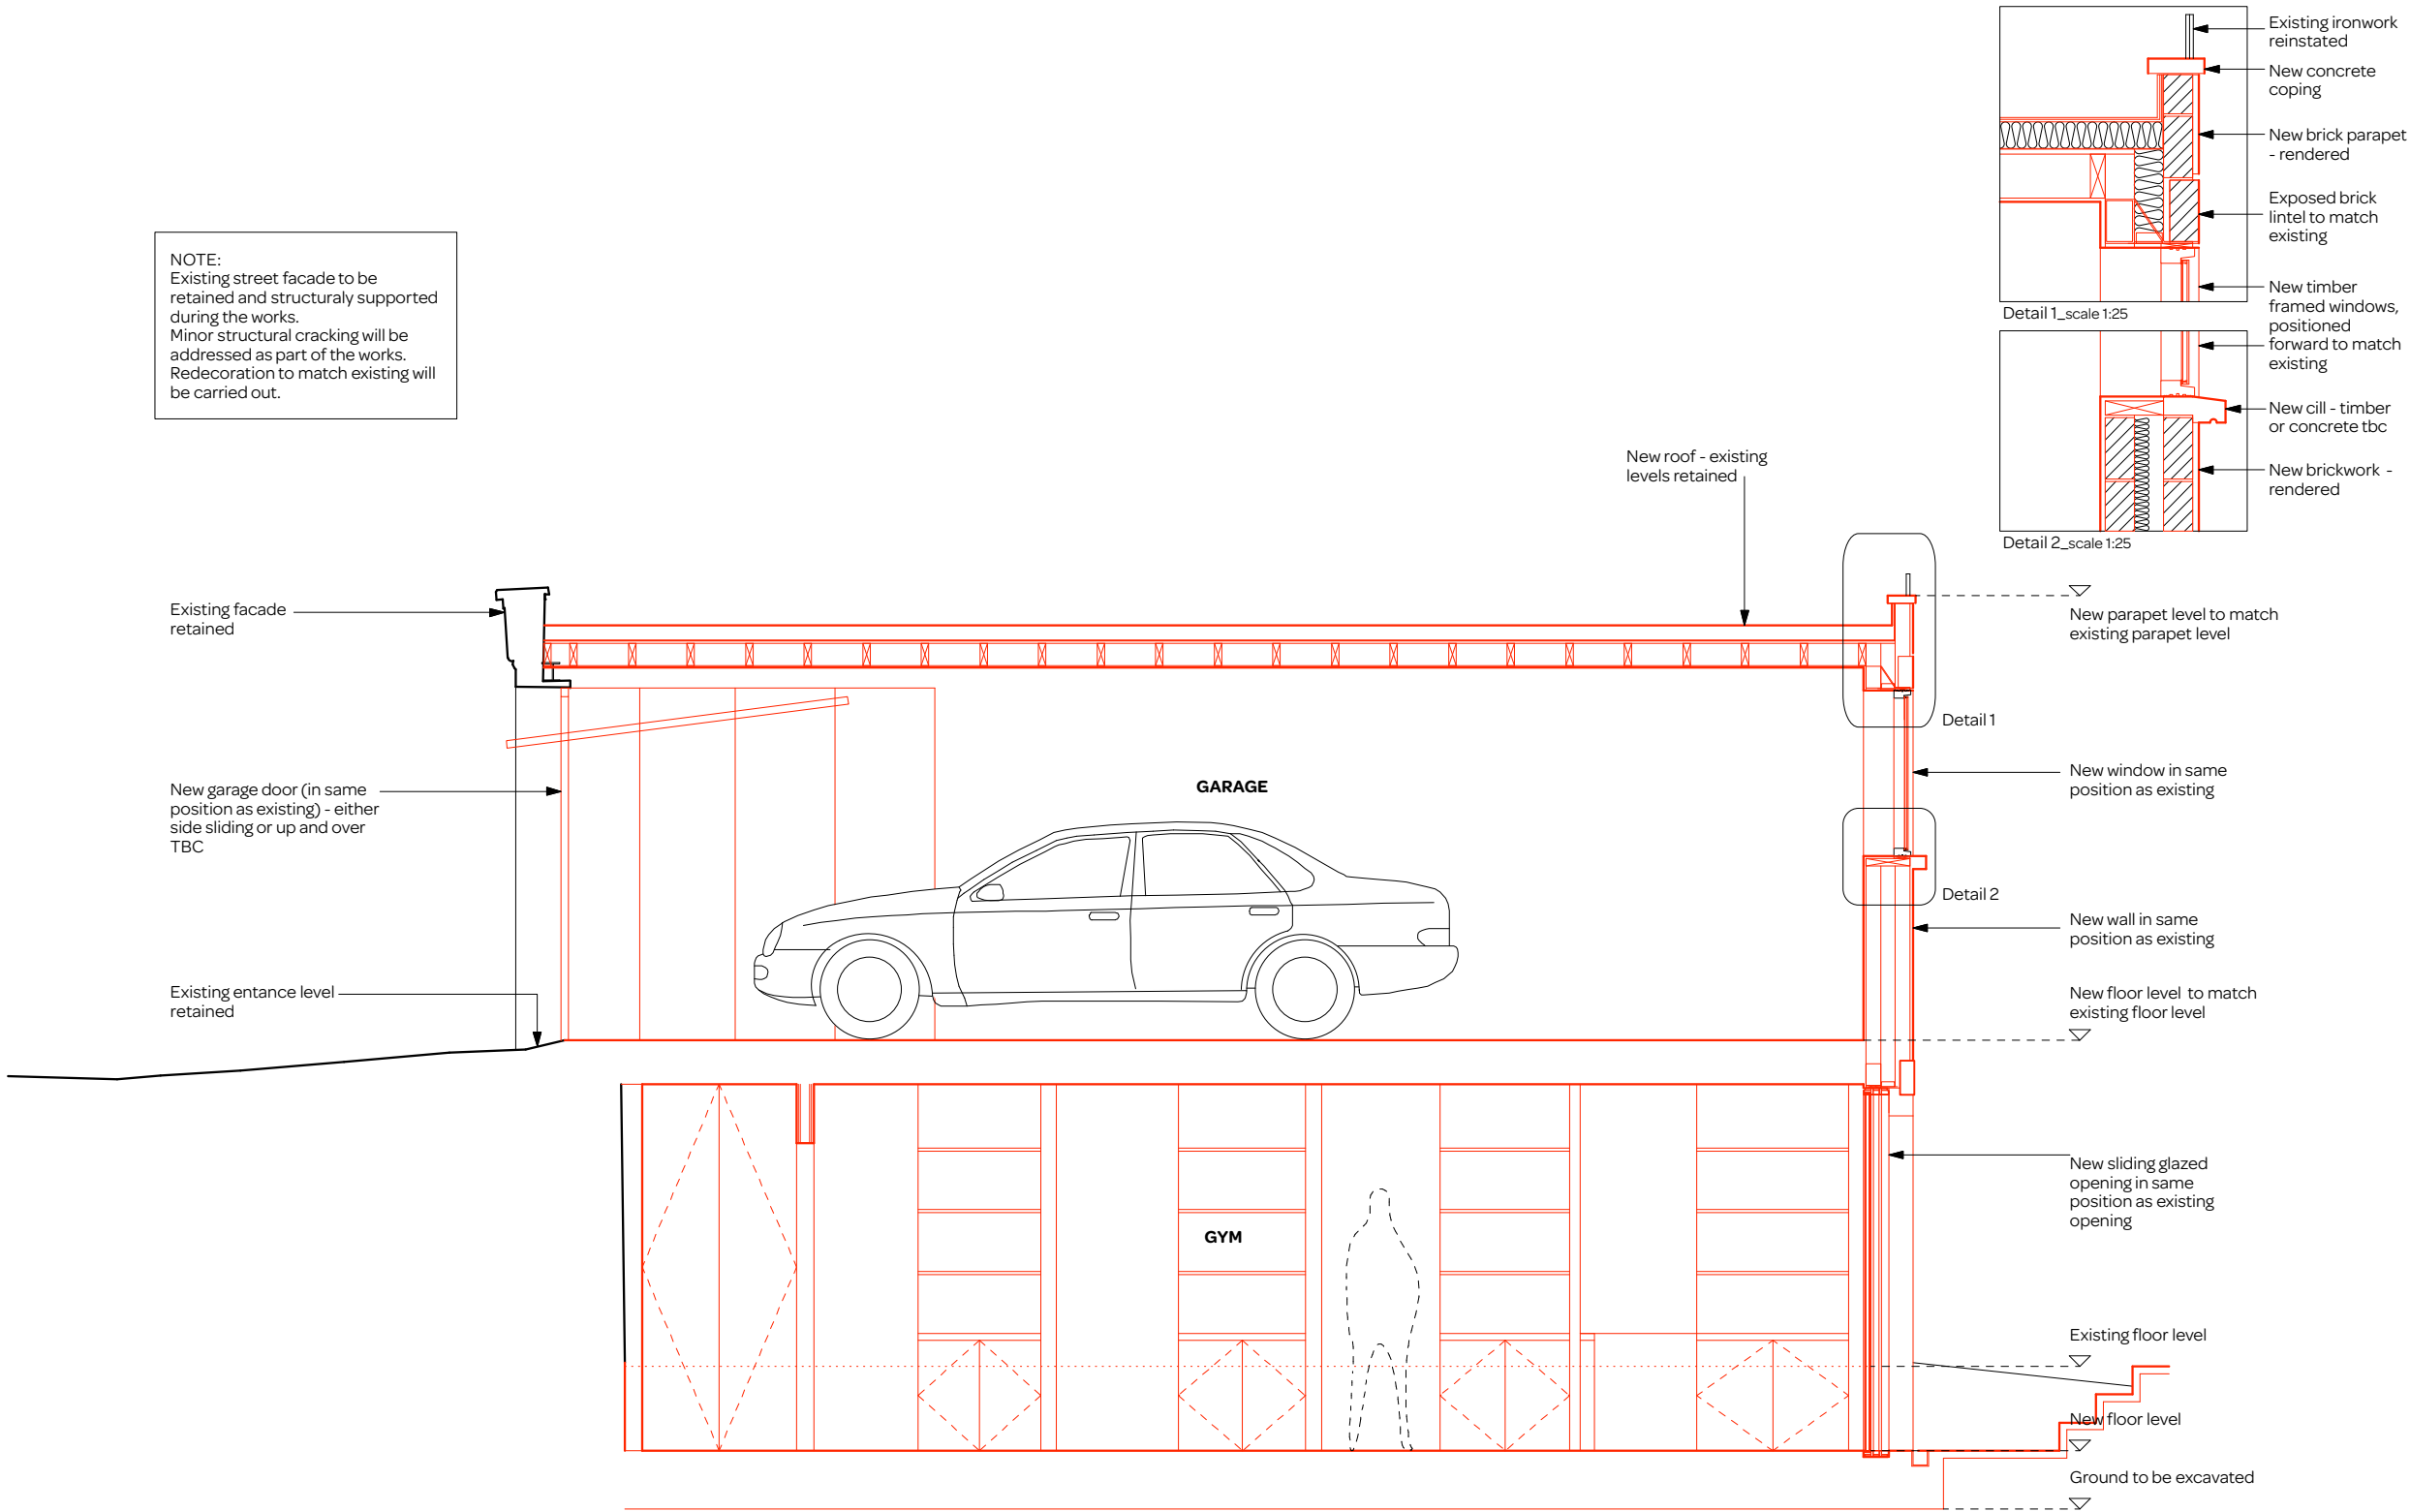 Existing ironwork
reinstated
New concrete
coping
New brick parapet
- rendered
Exposed brick
lintel to match
existing
New timber
framed windows,
positioned
forward to match
existing
Detail 1_scale 1:25
New cill - timber
or concrete tbc
New brickwork -
rendered
Detail 2_scale 1:25
NOTE:
Existing street facade to be
retained and structuraly supported
during the works.
Minor structural cracking will be
addressed as part of the works.
Redecoration to match existing will
be carried out.
New roof - existing
levels retained
Existing facade
retained
New parapet level to match
existing parapet level
Detail 1
New garage door (in same
position as existing) - either
side sliding or up and over
TBC
GARAGE
New window in same
position as existing
Detail 2
New wall in same
position as existing
Existing entance level
retained
New floor level to match
existing floor level
New sliding glazed
opening in same
position as existing
opening
GYM
Existing floor level
New floor level
Ground to be excavated